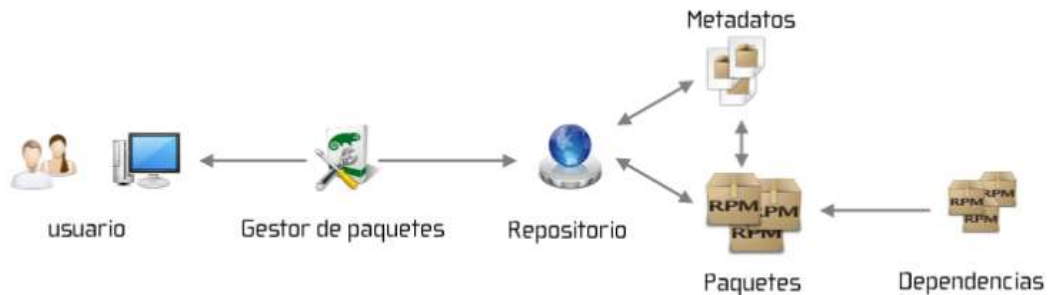 Metadatos
usuario
Gestor de paquetes
Repositorio
RPM
RPM
RPM
Paquetes
RPM
RPM
RPM
Dependencias